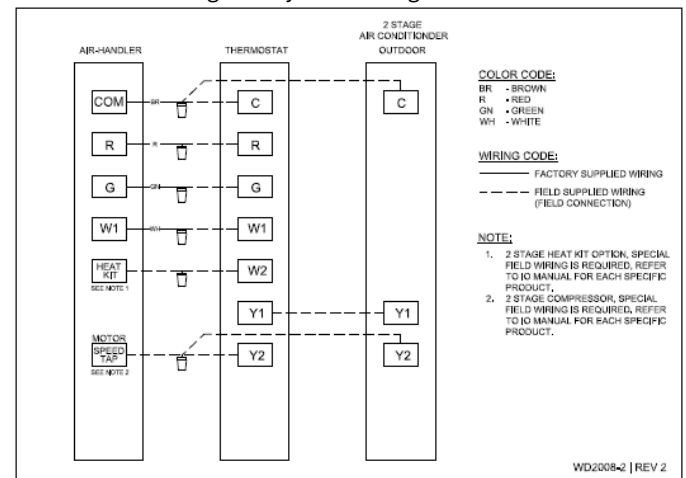 2 STAGE
AIR CONDITIONDER
AIR-HANDLER THERMOSTAT OUTDOOR
COM BR C C
R R R
G GN G
W1 WH W1
HEAT
KIT
SEE NOTE 1
W2
Y1 Y1
MOTOR
SPEED
TAP
SEE NOTE 2
Y2 Y2
COLOR CODE:
BR - BROWN
R - RED
GN - GREEN
WH - WHITE
WIRING CODE:
FACTORY SUPPLIED WIRING
FIELD SUPPLIED WIRING
(FIELD CONNECTION)
NOTE:
1. 2 STAGE HEAT KIT OPTION, SPECIAL
FIELD WIRING IS REQUIRED, REFER
TO IO MANUAL FOR EACH SPECIFIC
PRODUCT.
2. 2 STAGE COMPRESSOR, SPECIAL
FIELD WIRING IS REQUIRED, REFER
TO IO MANUAL FOR EACH SPECIFIC
PRODUCT.
WD2008-2 | REV 2